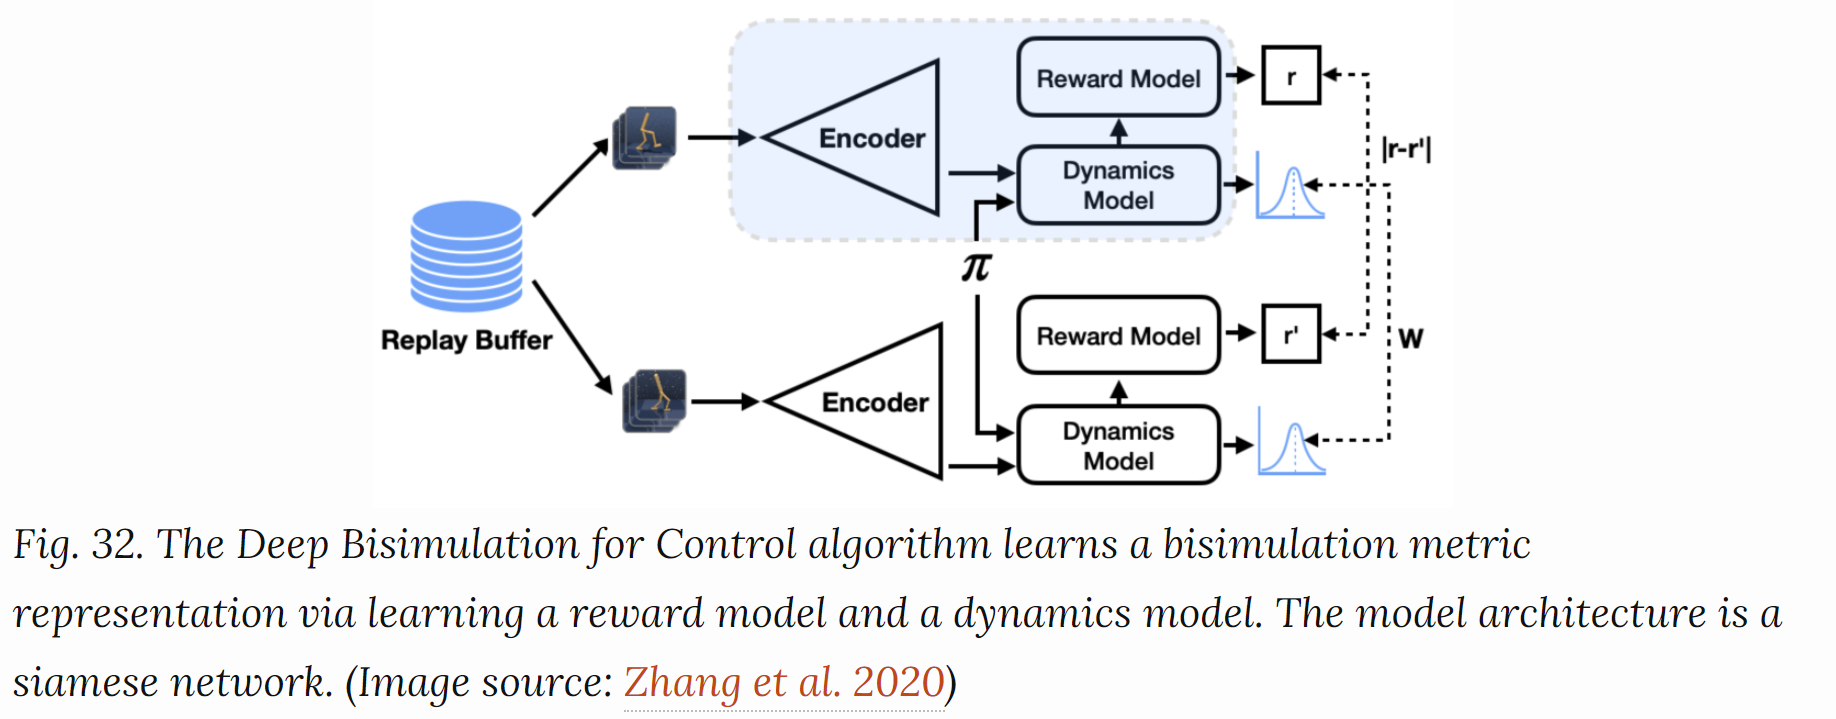 Reward Model
r
Encoder
|r-r'|
Dynamics
Model
π
Replay Buffer
Reward Model
r'
W
Encoder
Dynamics
Model
Fig. 32. The Deep Bisimulation for Control algorithm learns a bisimulation metric
representation via learning a reward model and a dynamics model. The model architecture is a
siamese network. (Image source: Zhang et al. 2020)